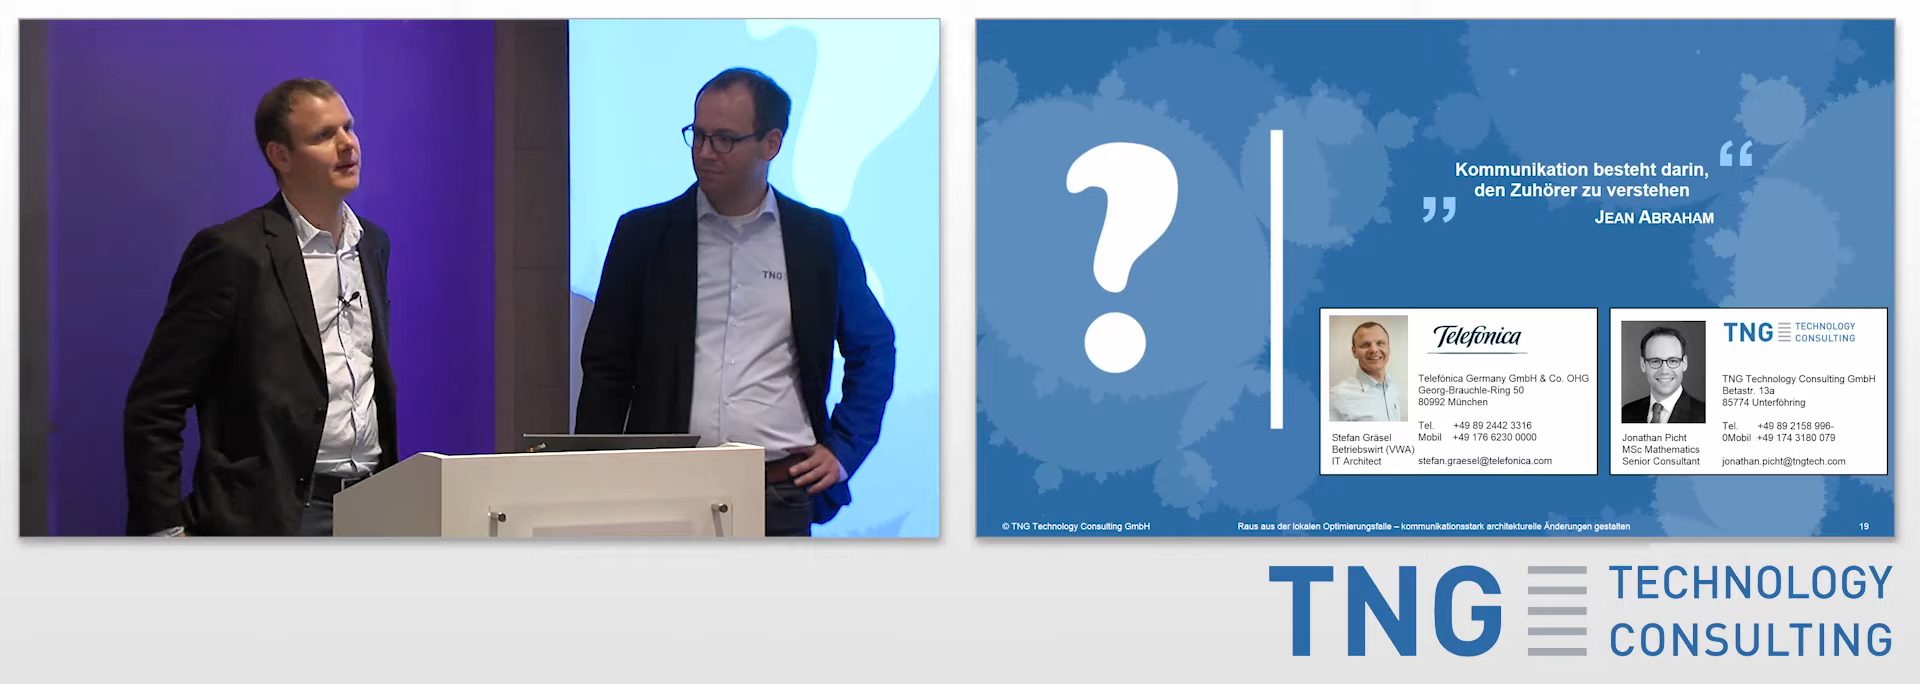 TNG
Kommunikation besteht darin,
den Zuhörer zu verstehen
JEAN ABRAHAM
Telefónica
Telefónica Germany GmbH & Co. OHG
Georg-Brauchle-Ring 50
80992 München
Tel. +49 89 2442 3316
Mobil +49 176 6230 0000
stefan.graesel@telefonica.com
Stefan Gräsel
Betriebswirt (VWA)
IT Architect
TNG TECHNOLOGY
CONSULTING
TNG Technology Consulting GmbH
Betastr. 13a
85774 Unterföhring
Tel. +49 89 2158 996-
0Mobil +49 174 3180 079
jonathan.picht@tngtech.com
Jonathan Picht
MSc Mathematics
Senior Consultant
© TNG Technology Consulting GmbH
Raus aus der lokalen Optimierungsfalle – kommunikationsstark architekturelle Änderungen gestalten
19
TNG TECHNOLOGY
CONSULTING